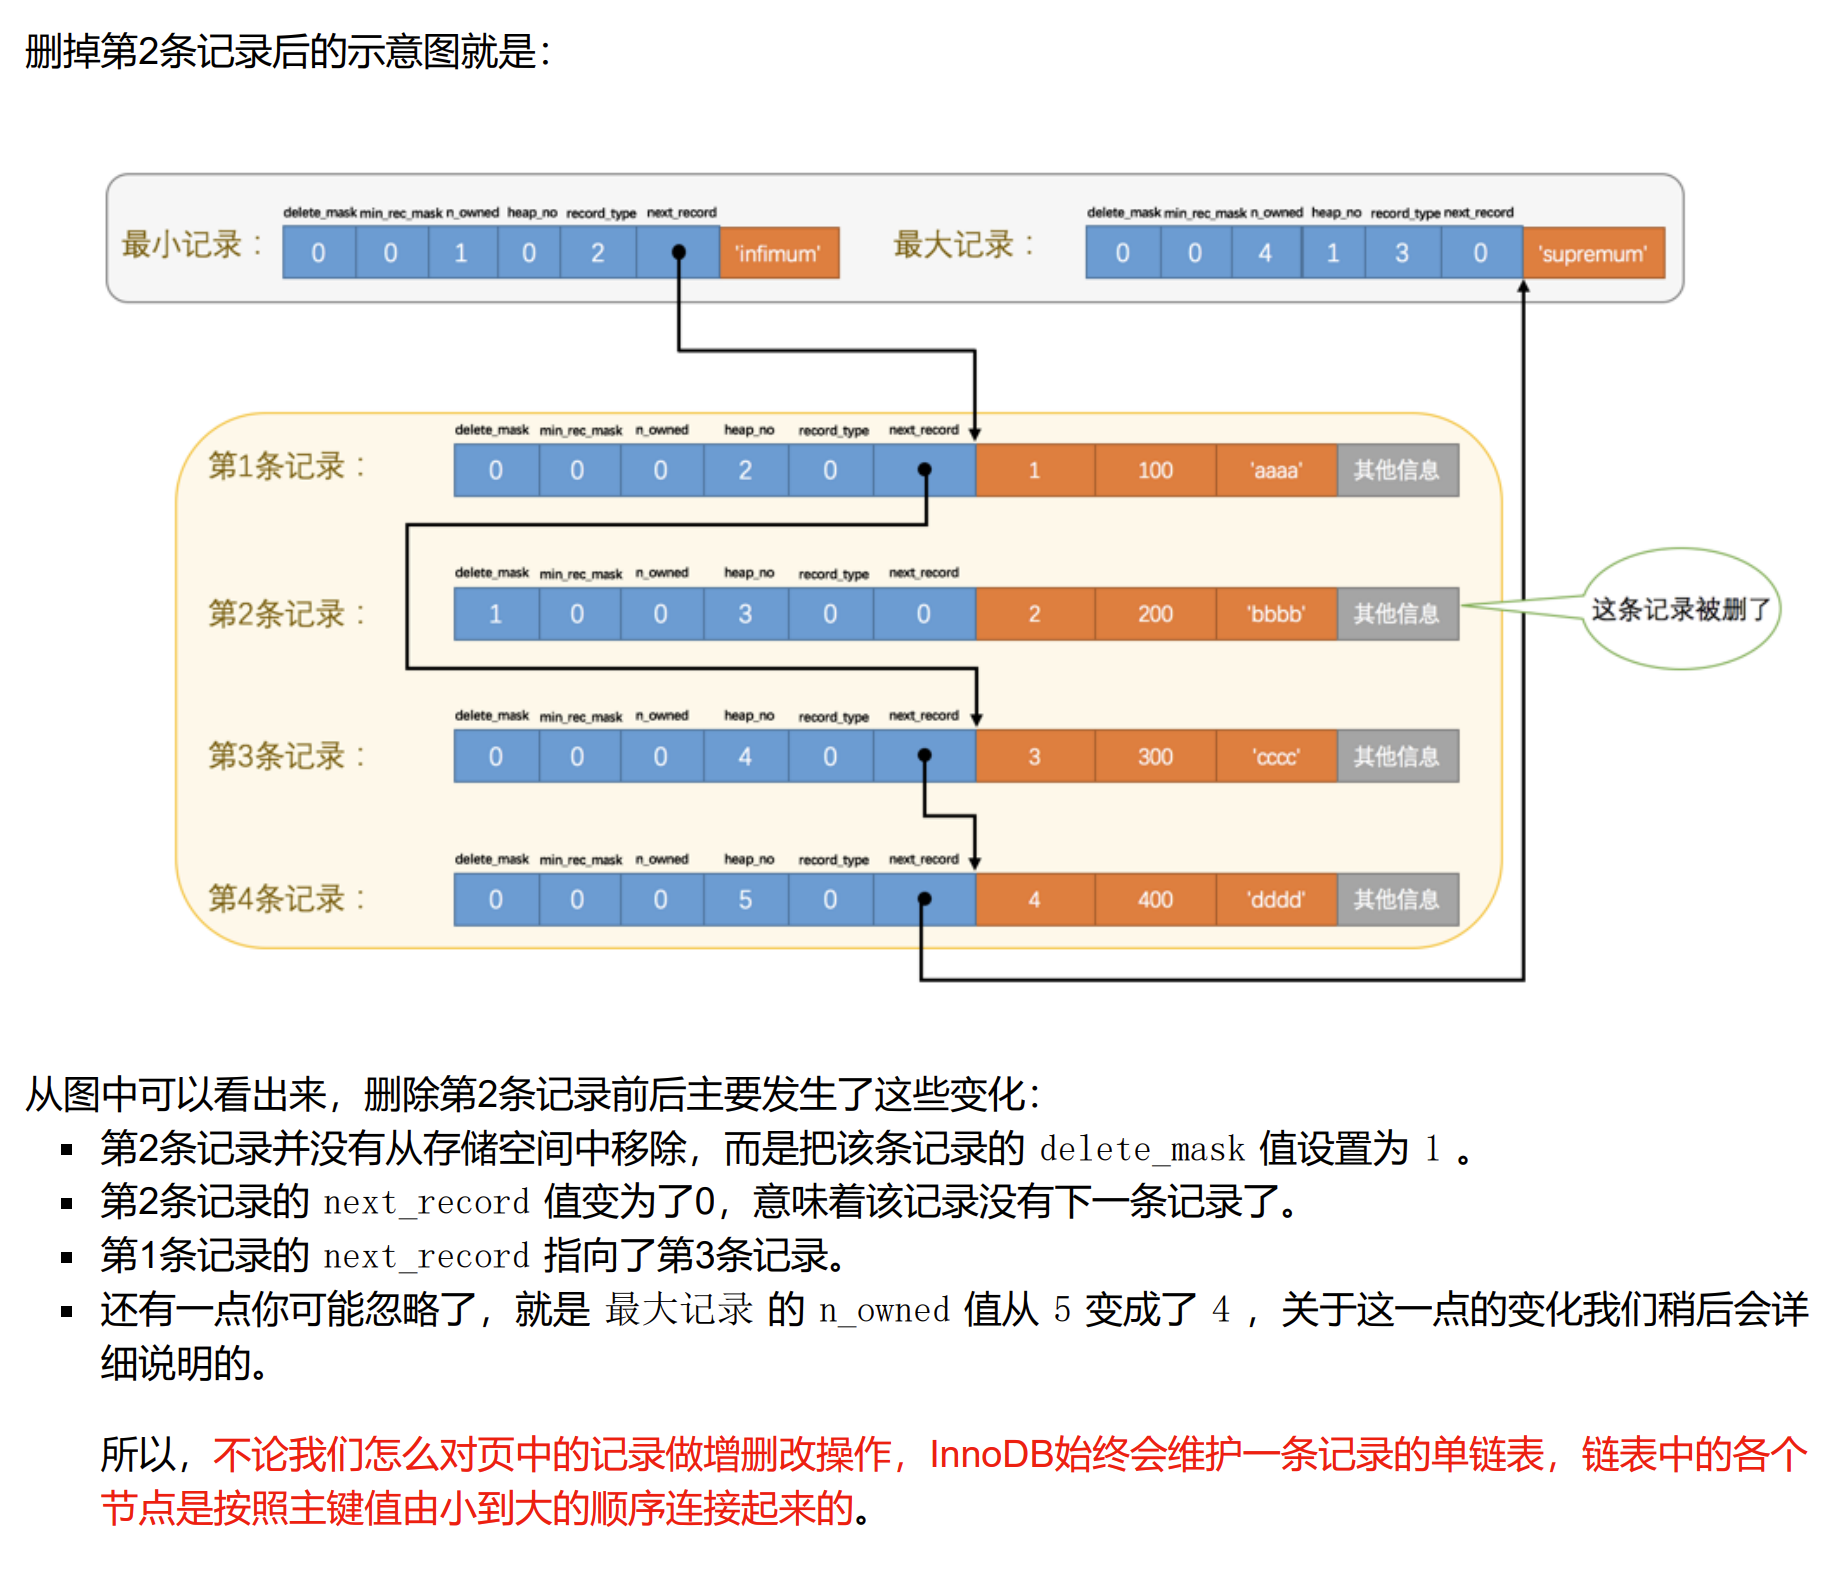 删掉第2条记录后的示意图就是：
delete_mask min_rec_mask n_owned heap_no record_type next_record
最小记录： 0 0 1 0 2 'infimum'
delete_mask min_rec_mask n_owned heap_no record_type next_record
最大记录： 0 0 4 1 3 0 'supremum'
delete_mask min_rec_mask n_owned heap_no record_type next_record
第1条记录： 0 0 0 2 0 1 100 'aaaa' 其他信息
delete_mask min_rec_mask n_owned heap_no record_type next_record
第2条记录： 1 0 0 3 0 0 2 200 'bbbb' 其他信息
这条记录被删了
delete_mask min_rec_mask n_owned heap_no record_type next_record
第3条记录： 0 0 0 4 0 3 300 'cccc' 其他信息
delete_mask min_rec_mask n_owned heap_no record_type next_record
第4条记录： 0 0 0 5 0 4 400 'dddd' 其他信息
从图中可以看出来，删除第2条记录前后主要发生了这些变化：
▪ 第2条记录并没有从存储空间中移除，而是把该条记录的 delete_mask 值设置为 1 。
▪ 第2条记录的 next_record 值变为了0，意味着该记录没有下一条记录了。
▪ 第1条记录的 next_record 指向了第3条记录。
▪ 还有一点你可能忽略了，就是 最大记录 的 n_owned 值从 5 变成了 4 ，关于这一点的变化我们稍后会详
细说明的。
所以，不论我们怎么对页中的记录做增删改操作，InnoDB始终会维护一条记录的单链表，链表中的各个
节点是按照主键值由小到大的顺序连接起来的。